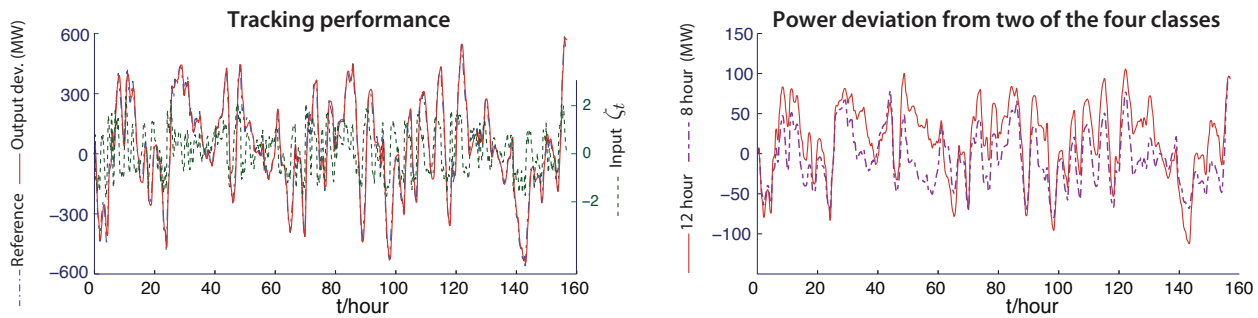 Tracking performance
Reference Output dev. (MW)
600
300
0
−300
−600
2
0
−2
Input ζt
0 20 40 60 80 100 120 140 160
t/hour
Power deviation from two of the four classes
12 hour 8 hour (MW)
150
100
50
0
−50
−100
0 20 40 60 80 100 120 140 160
t/hour